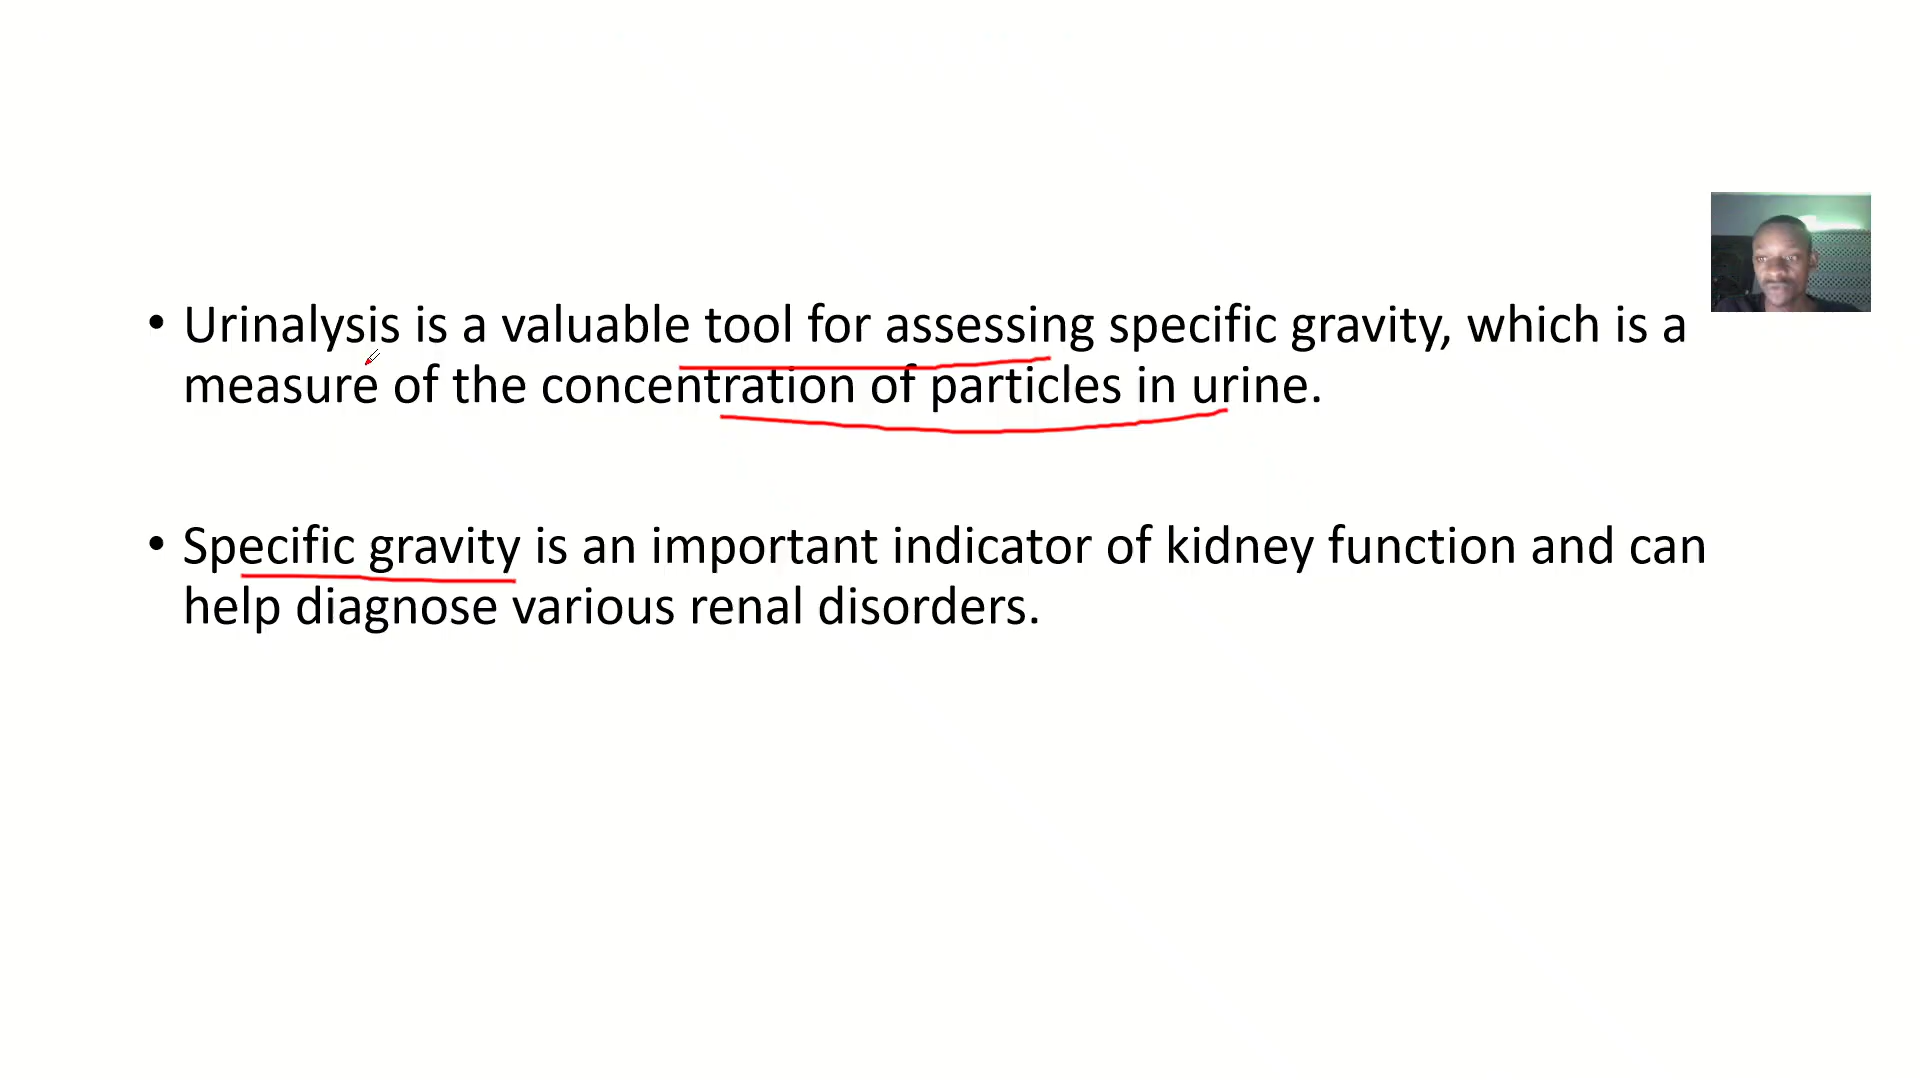 • Urinalysis is a valuable tool for assessing specific gravity, which is a
measure of the concentration of particles in urine.
• Specific gravity is an important indicator of kidney function and can
help diagnose various renal disorders.